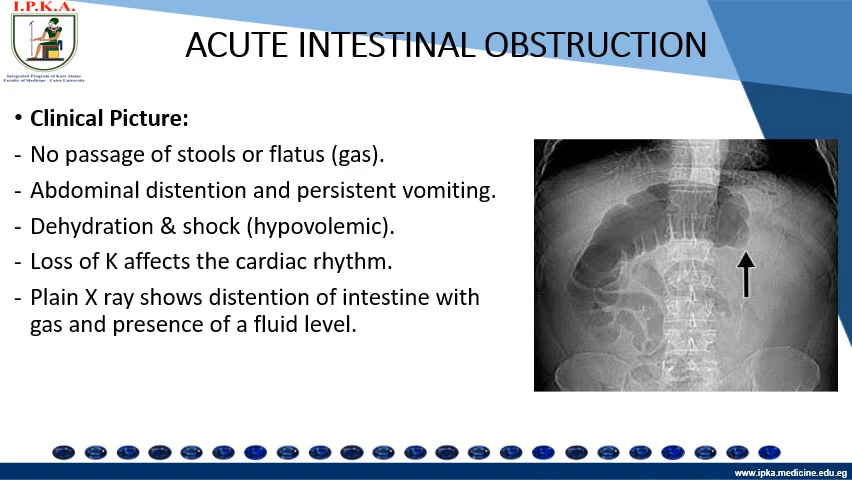 I.P.K.A.
Integrated Program of Kasr Alainy
Faculty of Medicine - Cairo University
ACUTE INTESTINAL OBSTRUCTION
• Clinical Picture:
- No passage of stools or flatus (gas).
- Abdominal distention and persistent vomiting.
- Dehydration & shock (hypovolemic).
- Loss of K affects the cardiac rhythm.
- Plain X ray shows distention of intestine with
gas and presence of a fluid level.
www.ipka.medicine.edu.eg